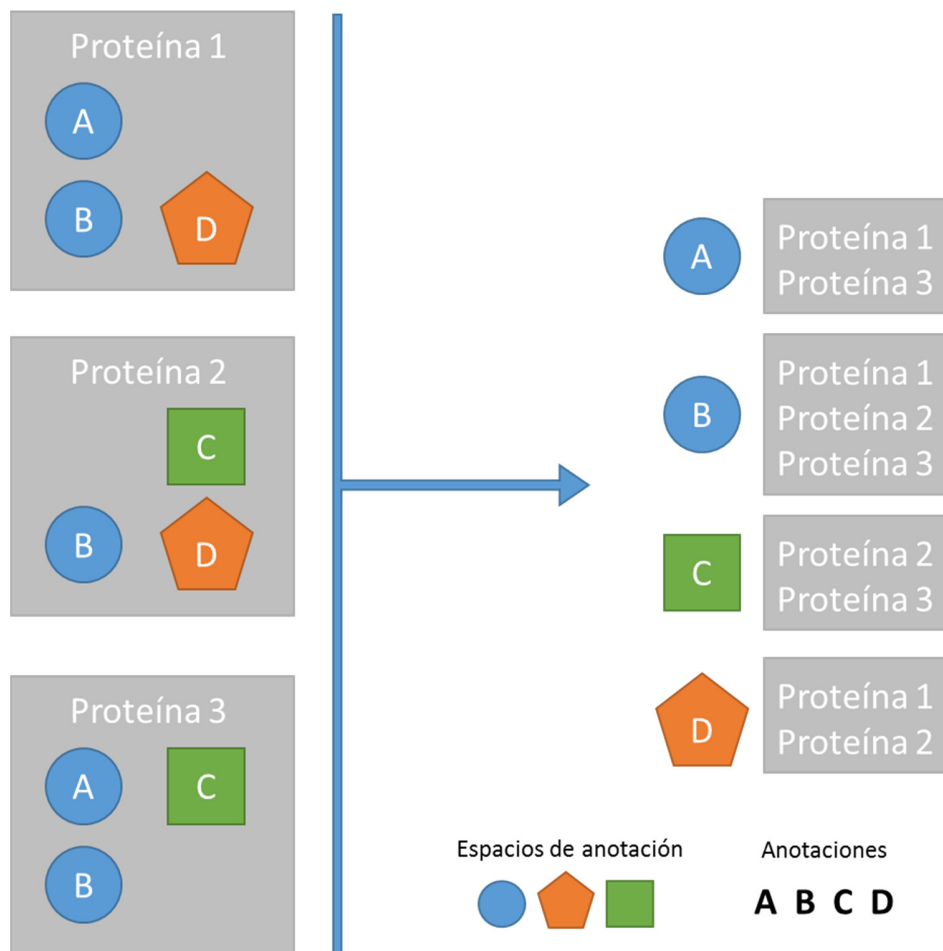 Proteína 1
A
B
D
Proteína 2
C
B
D
Proteína 3
A
C
B
A
Proteína 1
Proteína 3
B
Proteína 1
Proteína 2
Proteína 3
C
Proteína 2
Proteína 3
D
Proteína 1
Proteína 2
Espacios de anotación
Anotaciones
A B C D